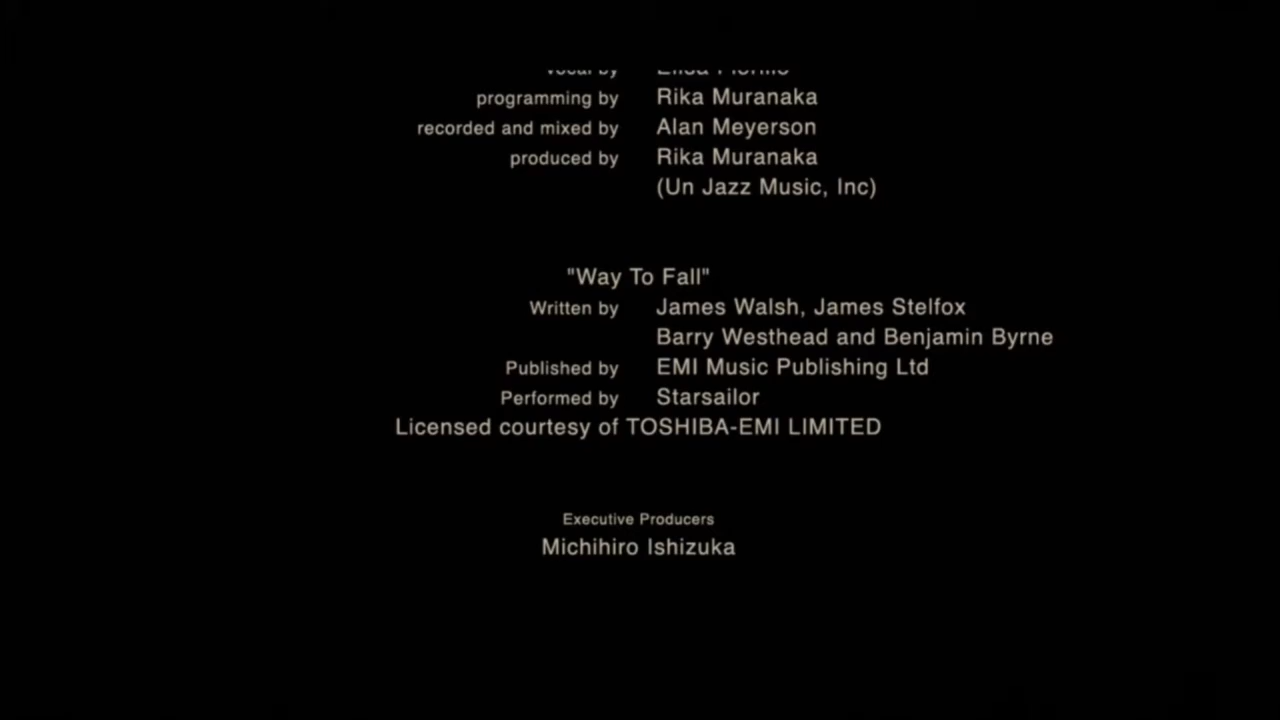 programming by Rika Muranaka
recorded and mixed by Alan Meyerson
produced by Rika Muranaka
(Un Jazz Music, Inc)
"Way To Fall"
Written by James Walsh, James Stelfox
Barry Westhead and Benjamin Byrne
Published by EMI Music Publishing Ltd
Performed by Starsailor
Licensed courtesy of TOSHIBA-EMI LIMITED
Executive Producers
Michihiro Ishizuka